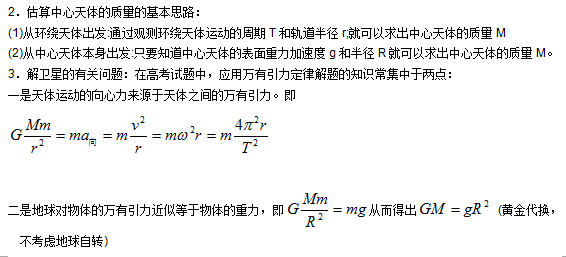 2．估算中心天体的质量的基本思路：
(1)从环绕天体出发:通过观测环绕天体运动的周期T和轨道半径r,就可以求出中心天体的质量M
(2)从中心天体本身出发:只要知道中心天体的表面重力加速度g和半径R就可以求出中心天体的质量M。
3．解卫星的有关问题：在高考试题中，应用万有引力定律解题的知识常集中于两点：
一是天体运动的向心力来源于天体之间的万有引力。即
$G\frac{Mm}{r^2}=ma_{向}=m\frac{v^2}{r}=m\omega^2r=m\frac{4\pi^2r}{T^2}$
二是地球对物体的万有引力近似等于物体的重力，即$G\frac{Mm}{R^2}=mg$从而得出$GM=gR^2$ (黄金代换，
不考虑地球自转)